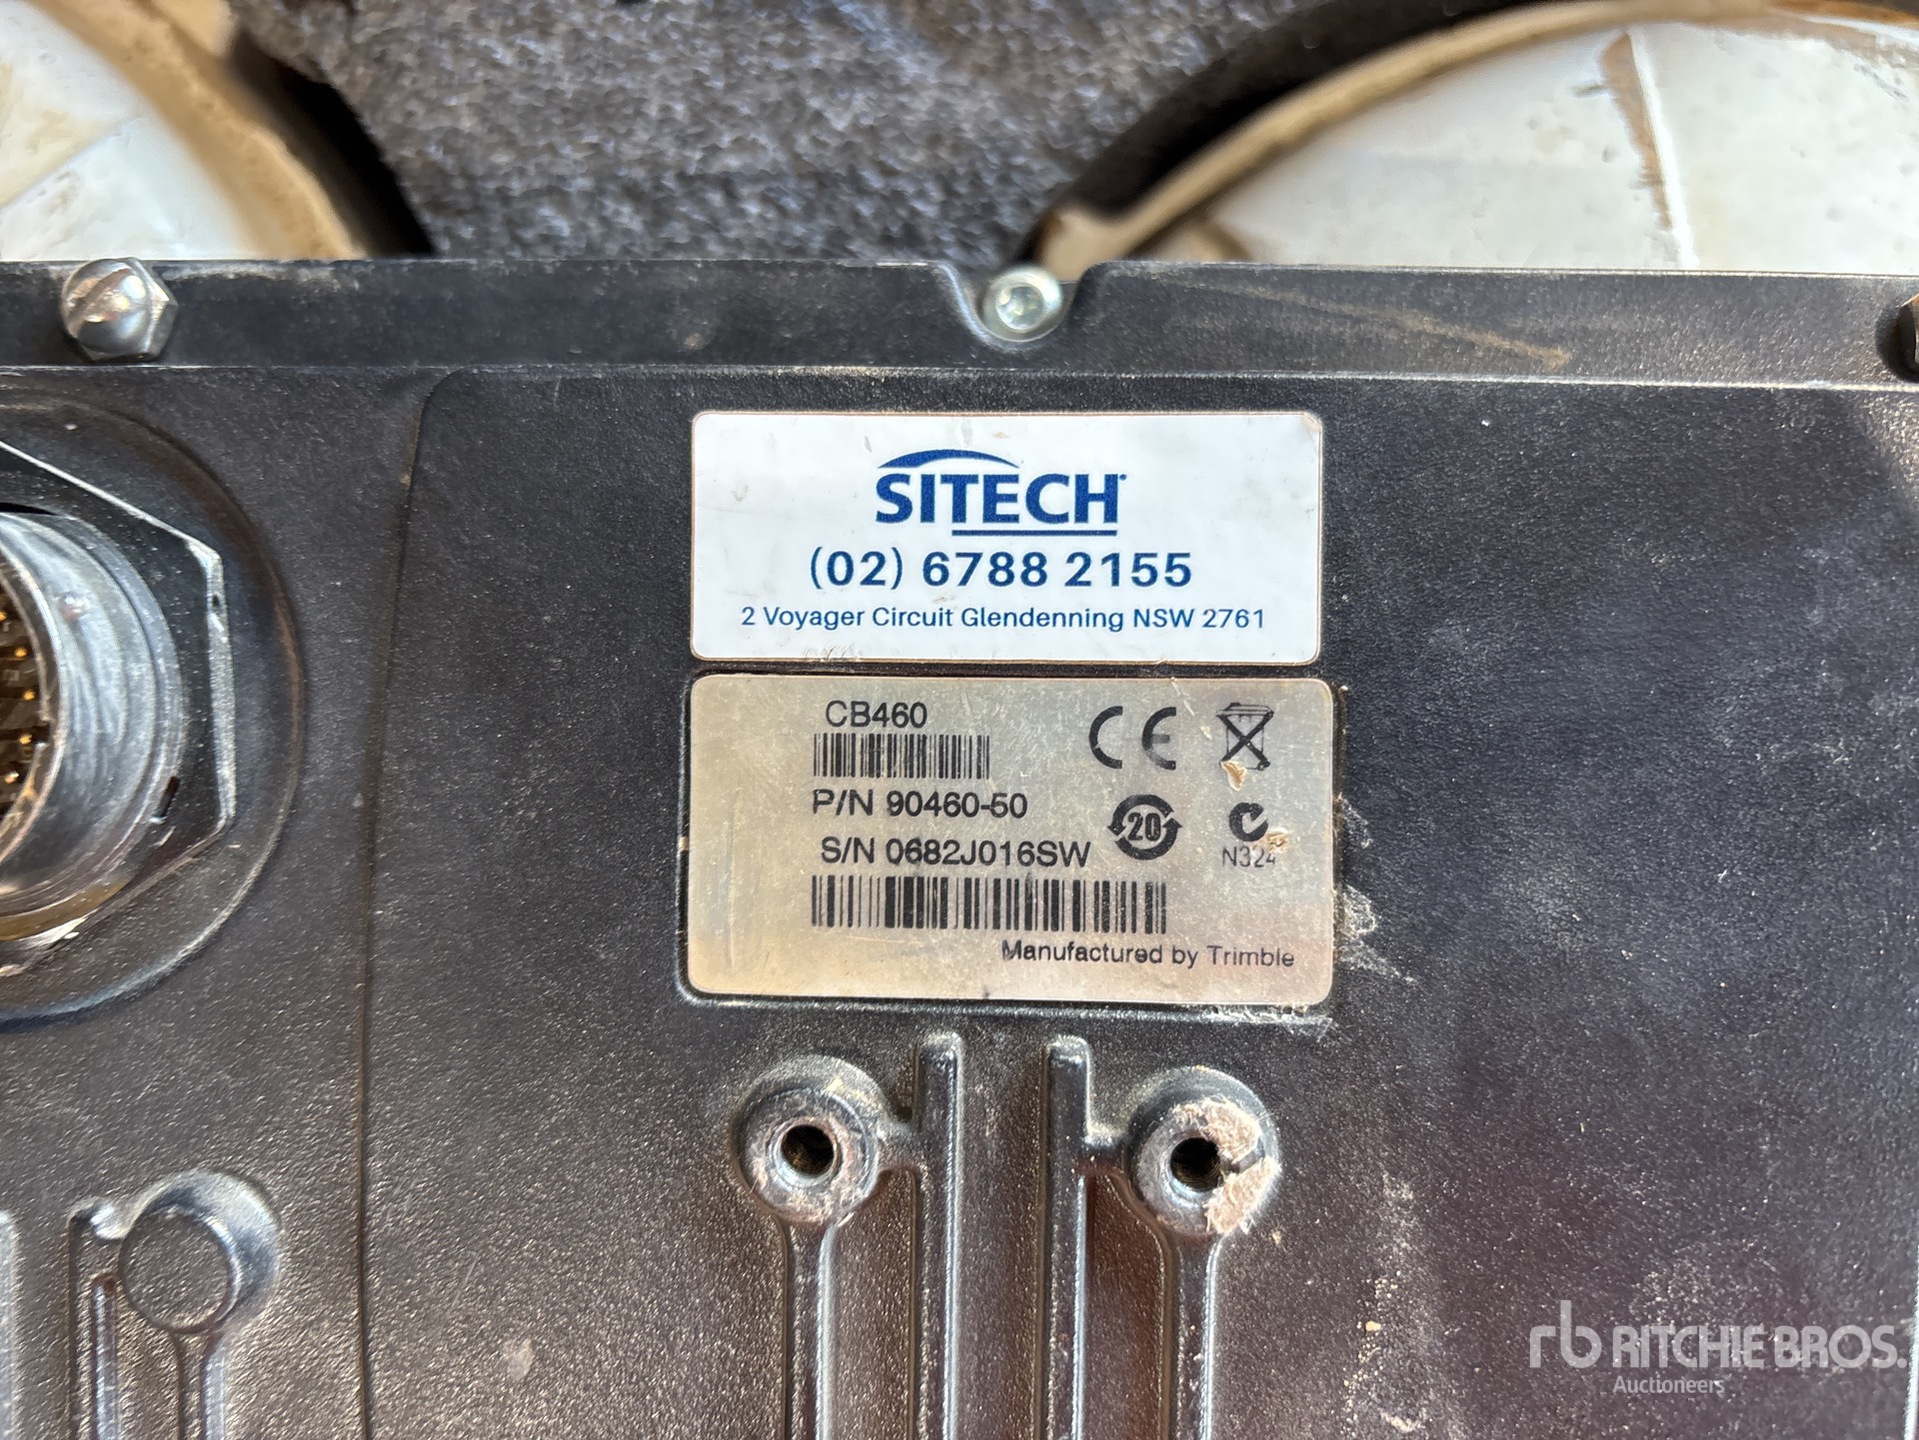 SITECH
(02) 6788 2155
2 Voyager Circuit Glendenning NSW 2761
CB460
CE
P/N 90460-50
20
S/N 0682J016SW
N324
Manufactured by Trimble
rb RITCHIE BROS.
Auctioneers